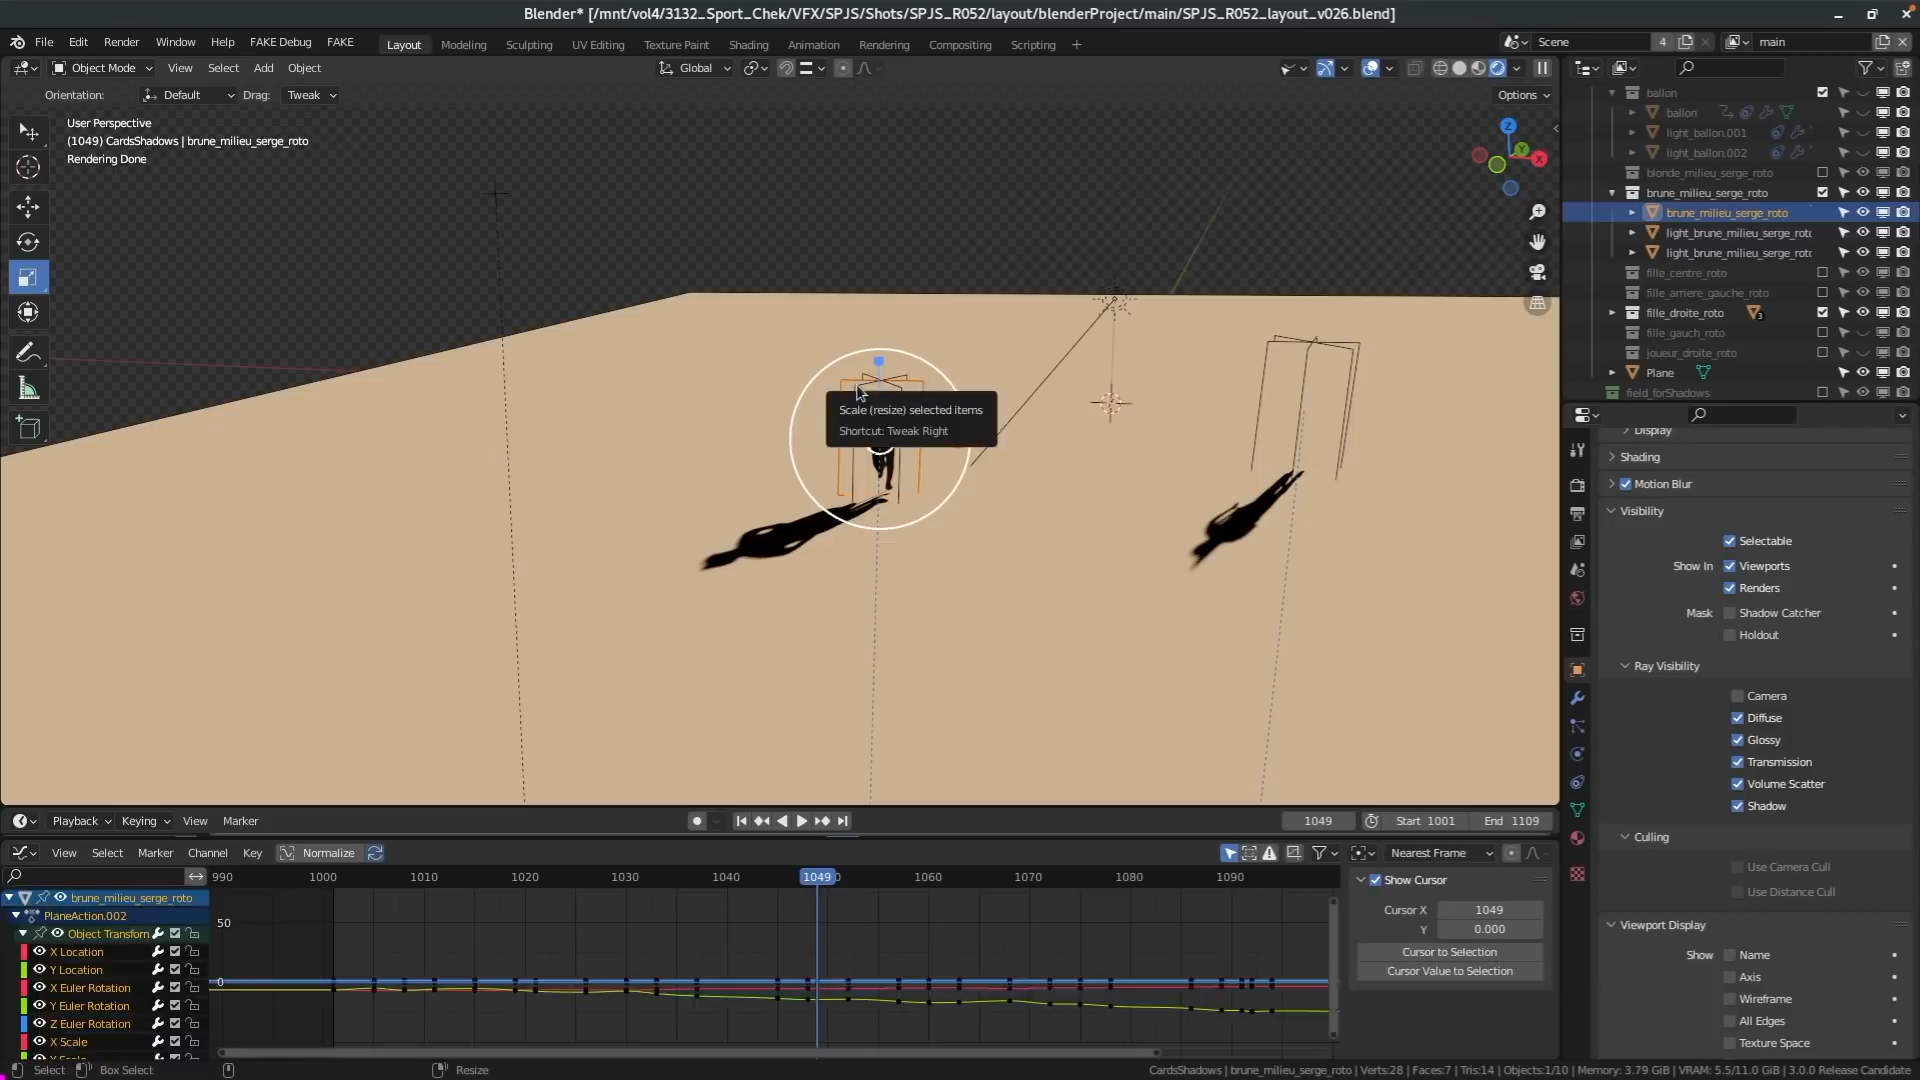 Blender* [/mnt/vol4/3132_Sport_Chek/VFX/SPJS/Shots/SPJS_R052/layout/blenderProject/main/SPJS_R052_layout_v026.blend]
File Edit Render Window Help FAKE Debug FAKE Layout Modeling Sculpting UV Editing Texture Paint Shading Animation Rendering Compositing Scripting + Scene 4 main
Object Mode View Select Add Object Global
Orientation: Default Drag: Tweak Options
User Perspective
(1049) CardsShadows | brune_milieu_serge_roto
Rendering Done
Z
Y
X
Scale (resize) selected items
Shortcut: Tweak Right
ballon
ballon
light_ballon.001
light_ballon.002
blonde_milieu_serge_roto
brune_milieu_serge_roto
brune_milieu_serge_roto
light_brune_milieu_serge_roto
light_brune_milieu_serge_roto
fille_centre_roto
fille_arriere_gauche_roto
fille_droite_roto 3
fille_gauch_roto
joueur_droite_roto
Plane
field_forShadows
Display
Shading
Motion Blur
Visibility
Selectable
Show In Viewports
Renders
Mask Shadow Catcher
Holdout
Ray Visibility
Camera
Diffuse
Glossy
Transmission
Volume Scatter
Shadow
Culling
Use Camera Cull
Use Distance Cull
Viewport Display
Show Name
Axis
Wireframe
All Edges
Texture Space
Playback Keying View Marker 1049 Start 1001 End 1109
View Select Marker Channel Key Normalize Nearest Frame
990 1000 1010 1020 1030 1040 1049 1060 1070 1080 1090
50
0
brune_milieu_serge_roto
PlaneAction.002
Object Transform
X Location
Y Location
X Euler Rotation
Y Euler Rotation
Z Euler Rotation
X Scale
Y Scale
Show Cursor
Cursor X 1049
Y 0.000
Cursor to Selection
Cursor Value to Selection
Select Box Select Resize CardsShadows | brune_milieu_serge_roto | Verts:28 | Faces:7 | Tris:14 | Objects:1/10 | Memory: 3.79 GiB | VRAM: 5.5/11.0 GiB | 3.0.0 Release Candidate